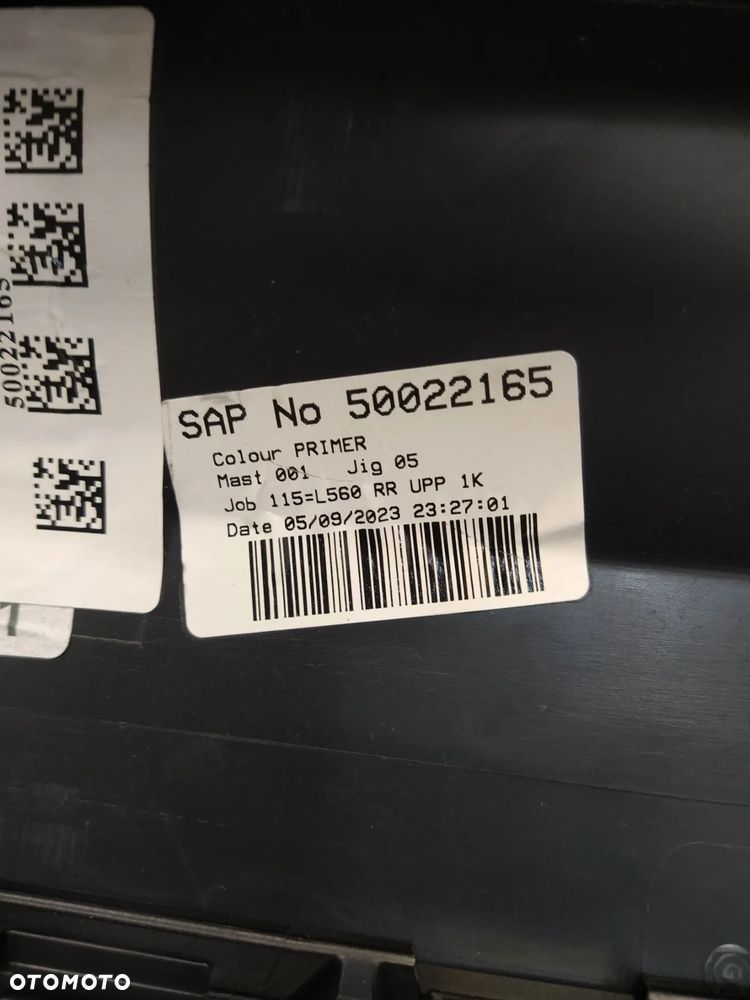 50022165
SAP No 50022165
Colour PRIMER
Mast 001 Jig 05
Job 115=L560 RR UPP 1K
Date 05/09/2023 23:27:01
OTOMOTO